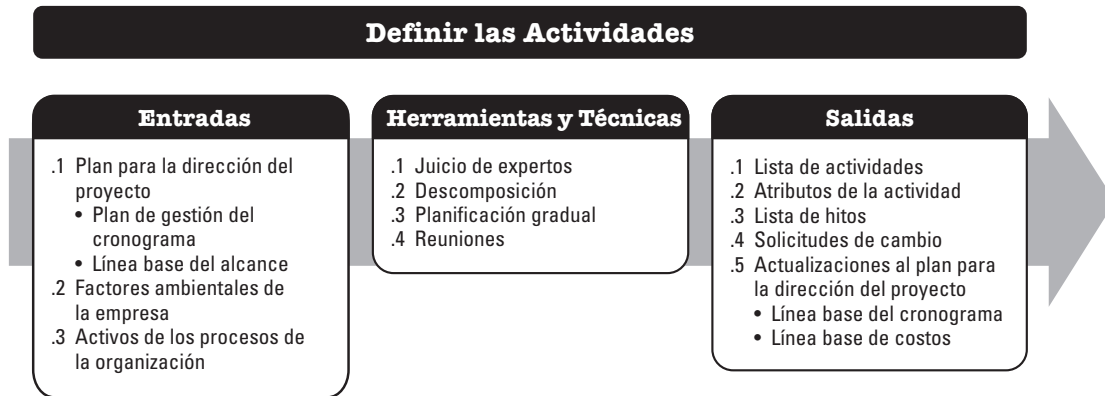 Definir las Actividades
Entradas
.1 Plan para la dirección del
proyecto
• Plan de gestión del
cronograma
• Línea base del alcance
.2 Factores ambientales de
la empresa
.3 Activos de los procesos de
la organización
Herramientas y Técnicas
.1 Juicio de expertos
.2 Descomposición
.3 Planificación gradual
.4 Reuniones
Salidas
.1 Lista de actividades
.2 Atributos de la actividad
.3 Lista de hitos
.4 Solicitudes de cambio
.5 Actualizaciones al plan para
la dirección del proyecto
• Línea base del cronograma
• Línea base de costos